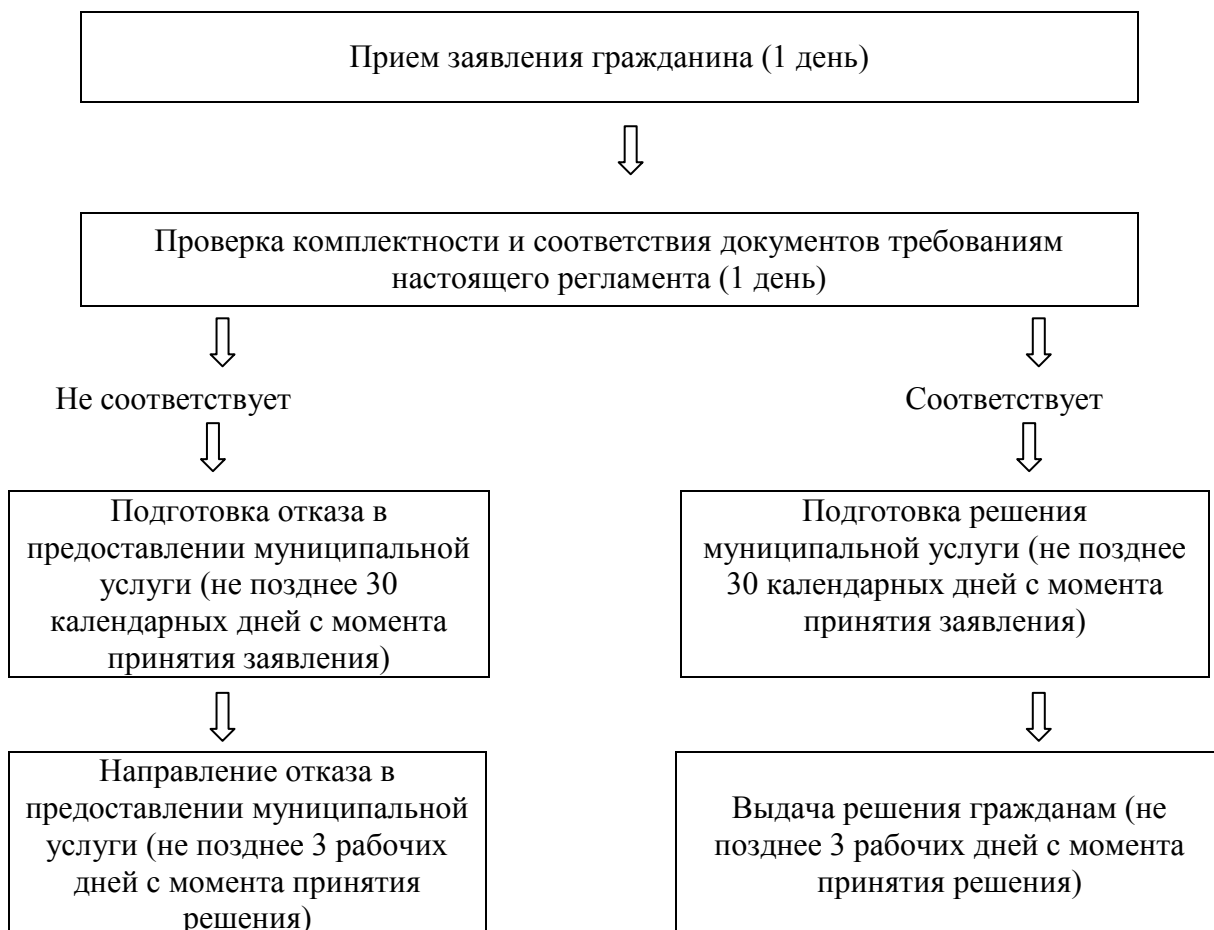 Прием заявления гражданина (1 день)
Проверка комплектности и соответствия документов требованиям
настоящего регламента (1 день)
Не соответствует
Соответствует
Подготовка отказа в
предоставлении муниципальной
услуги (не позднее 30
календарных дней с момента
принятия заявления)
Подготовка решения
муниципальной услуги (не позднее
30 календарных дней с момента
принятия заявления)
Направление отказа в
предоставлении муниципальной
услуги (не позднее 3 рабочих
дней с момента принятия
решения)
Выдача решения гражданам (не
позднее 3 рабочих дней с момента
принятия решения)